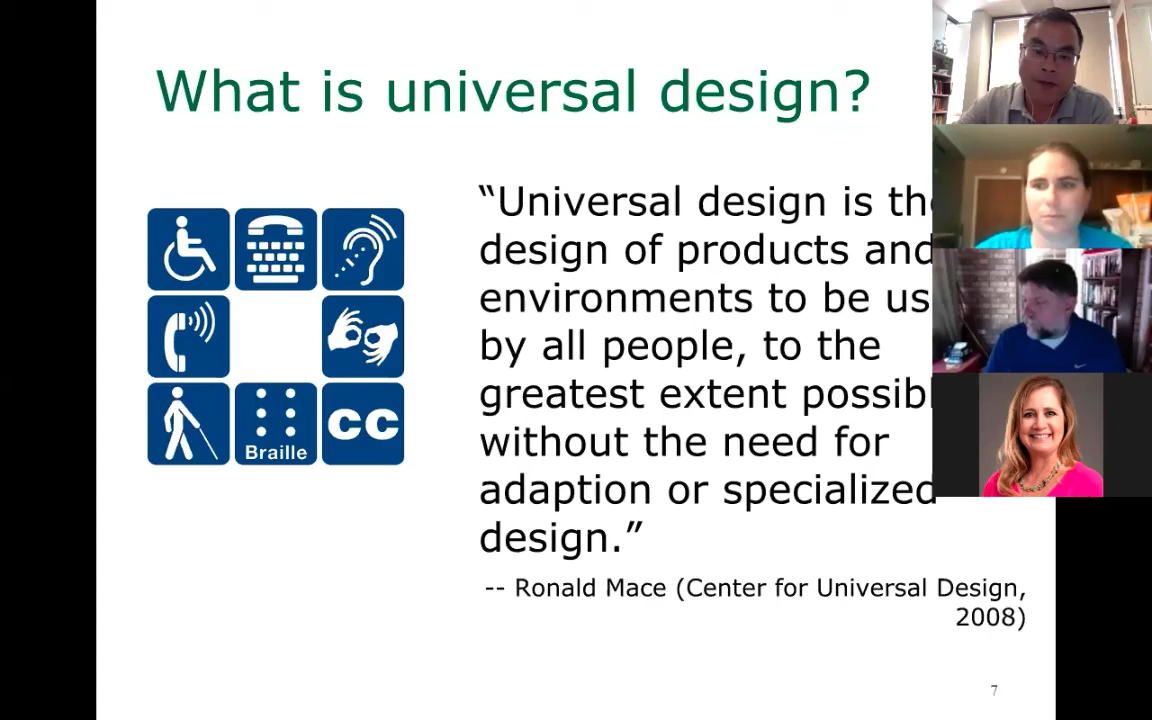 What is universal design?
“Universal design is the
design of products and
environments to be us
by all people, to the
greatest extent possib
without the need for
adaption or specialized
design.”
-- Ronald Mace (Center for Universal Design,
2008)
Braille
CC
7